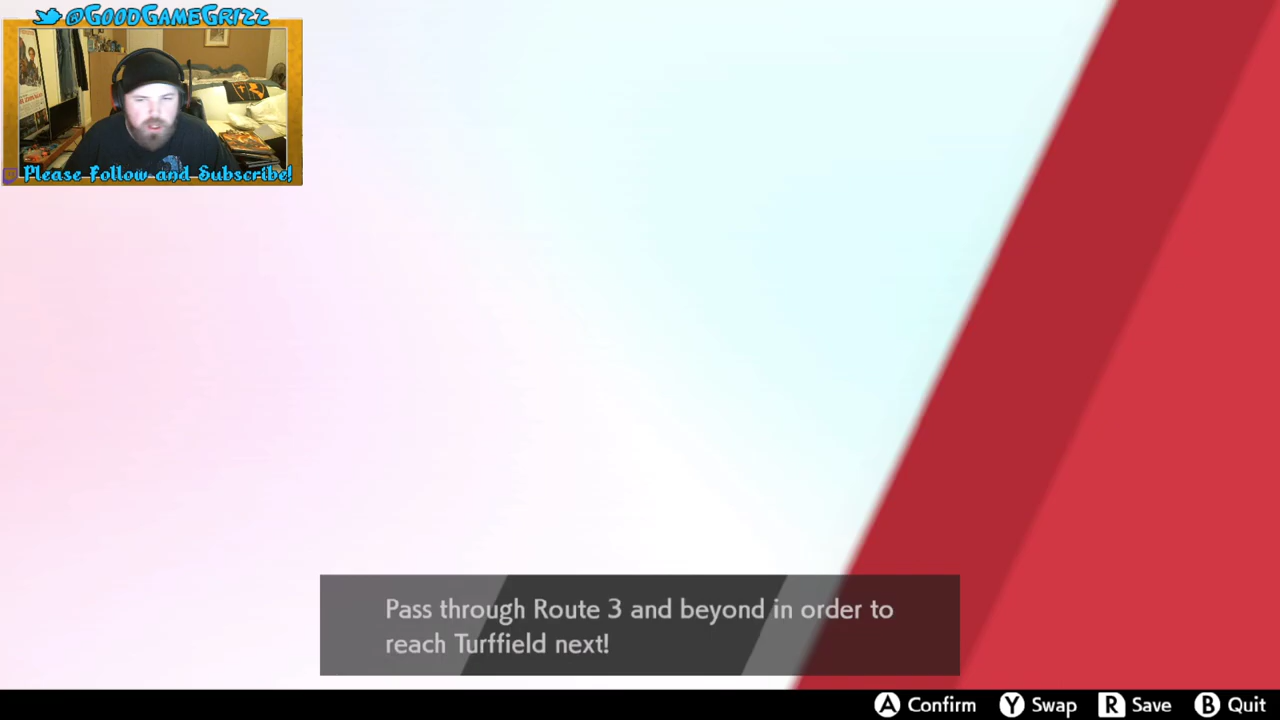 @GoodGameGrizz
Please Follow and Subscribe!
Pass through Route 3 and beyond in order to
reach Turffield next!
A Confirm Y Swap R Save B Quit